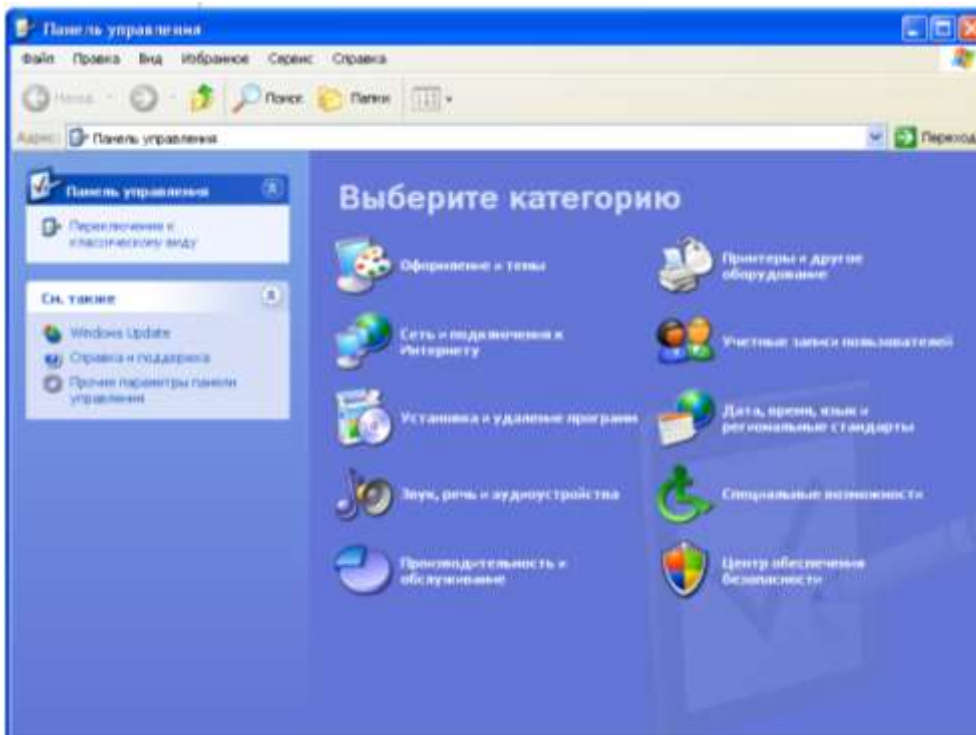 Панель управления
Файл Правка Вид Избранное Сервис Справка
Назад Поиск Папки
Адрес: Панель управления Переход
Панель управления
Переключение к
классическому виду
См. также
Windows Update
Справка и поддержка
Прочие параметры панели
управления
Выберите категорию
Оформление и темы
Принтеры и другое
оборудование
Сеть и подключения к
Интернету
Учетные записи пользователей
Установка и удаление программ
Дата, время, язык и
региональные стандарты
Звук, речь и аудиоустройства
Специальные возможности
Производительность и
обслуживание
Центр обеспечения
безопасности